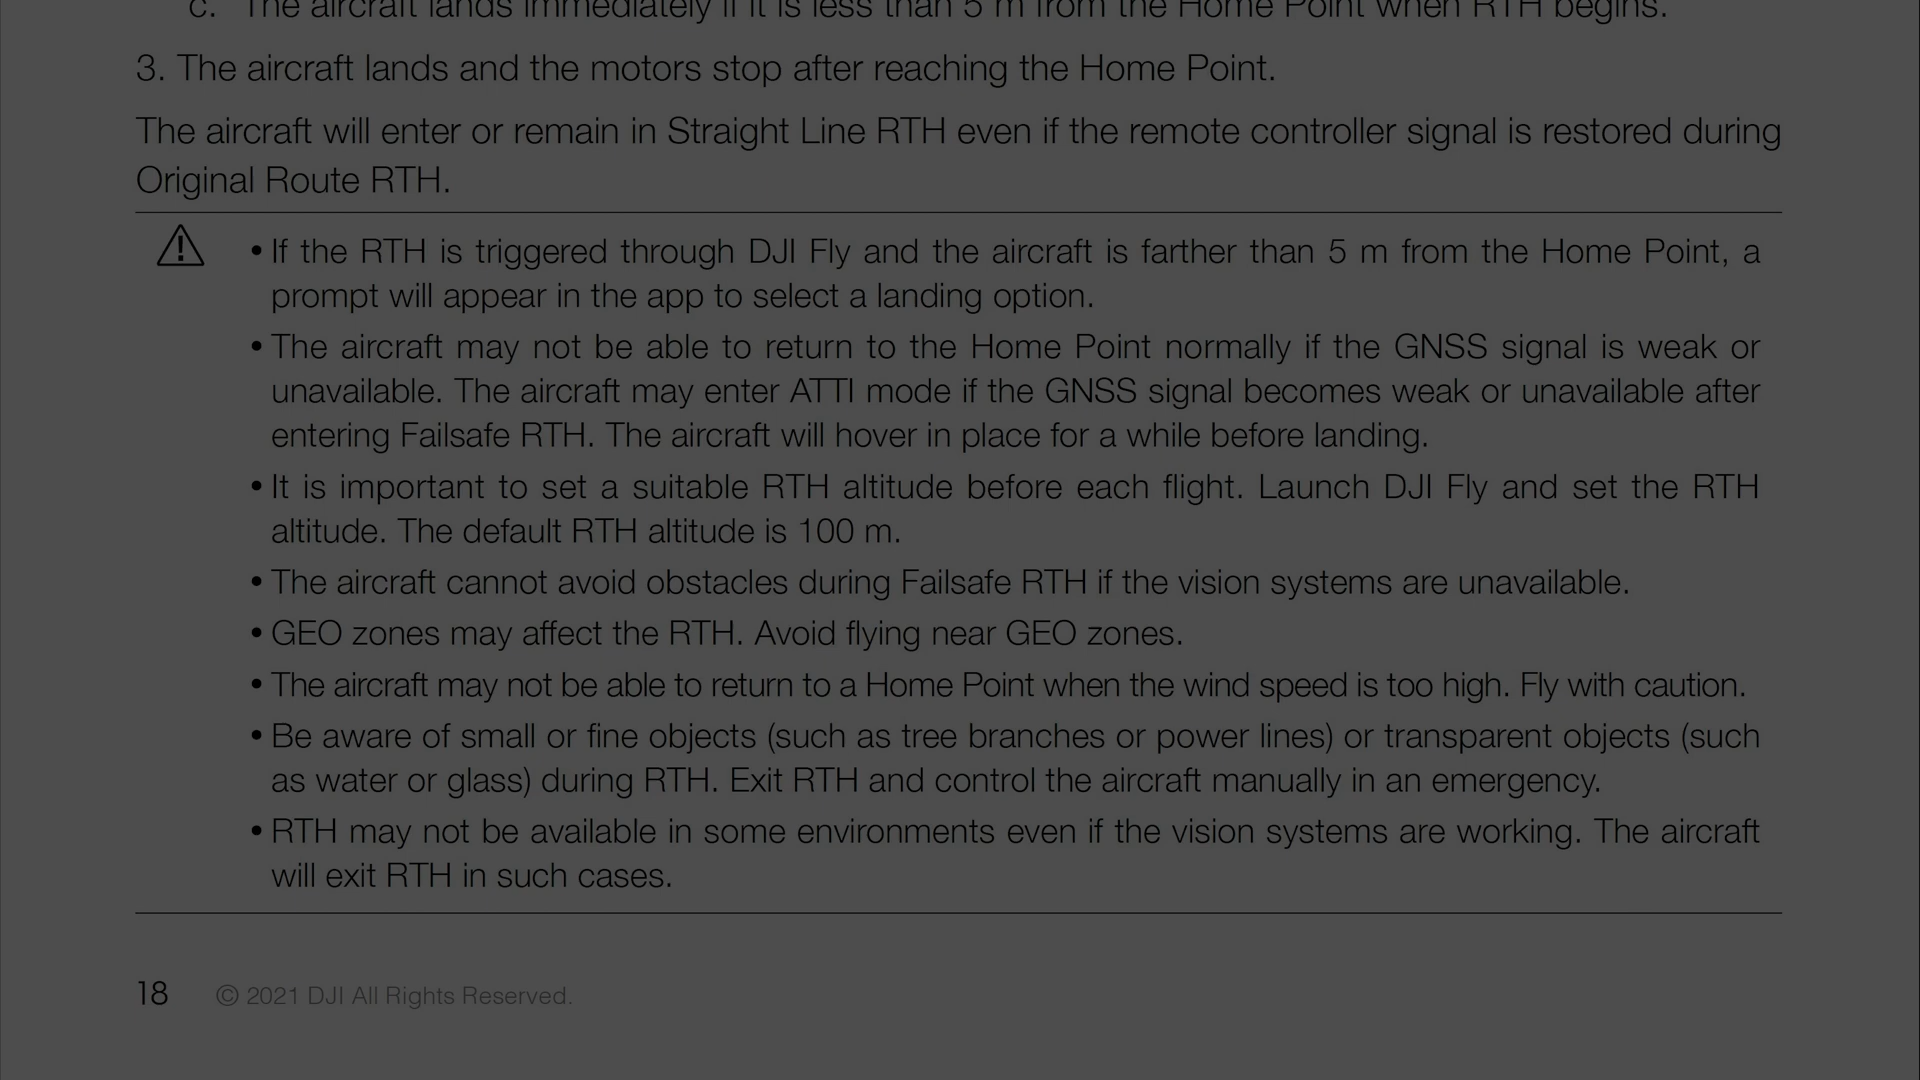 c. The aircraft lands immediately if it is less than 5 m from the Home Point when RTH begins.
3. The aircraft lands and the motors stop after reaching the Home Point.
The aircraft will enter or remain in Straight Line RTH even if the remote controller signal is restored during
Original Route RTH.
• If the RTH is triggered through DJI Fly and the aircraft is farther than 5 m from the Home Point, a
prompt will appear in the app to select a landing option.
• The aircraft may not be able to return to the Home Point normally if the GNSS signal is weak or
unavailable. The aircraft may enter ATTI mode if the GNSS signal becomes weak or unavailable after
entering Failsafe RTH. The aircraft will hover in place for a while before landing.
• It is important to set a suitable RTH altitude before each flight. Launch DJI Fly and set the RTH
altitude. The default RTH altitude is 100 m.
• The aircraft cannot avoid obstacles during Failsafe RTH if the vision systems are unavailable.
• GEO zones may affect the RTH. Avoid flying near GEO zones.
• The aircraft may not be able to return to a Home Point when the wind speed is too high. Fly with caution.
• Be aware of small or fine objects (such as tree branches or power lines) or transparent objects (such
as water or glass) during RTH. Exit RTH and control the aircraft manually in an emergency.
• RTH may not be available in some environments even if the vision systems are working. The aircraft
will exit RTH in such cases.
18 © 2021 DJI All Rights Reserved.